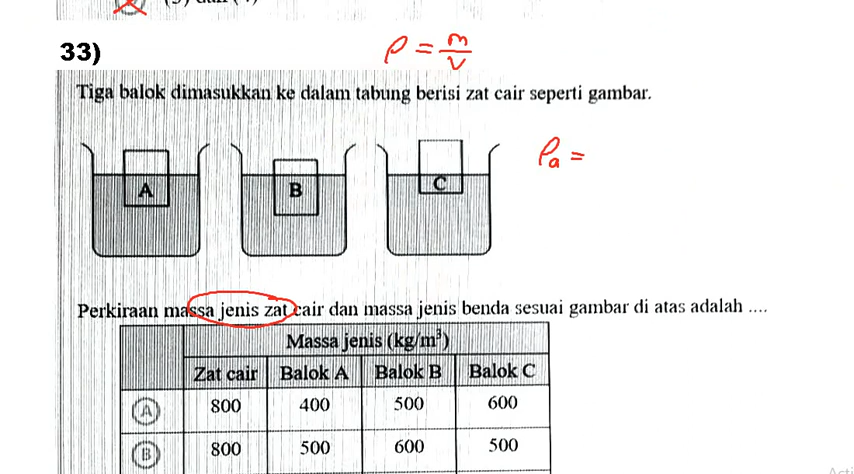 33)
ρ = m/v
Tiga balok dimasukkan ke dalam tabung berisi zat cair seperti gambar.
A B C
ρa =
Perkiraan massa jenis zat cair dan massa jenis benda sesuai gambar di atas adalah ....
Massa jenis (kg/m³)
Zat cair Balok A Balok B Balok C
A 800 400 500 600
B 800 500 600 500